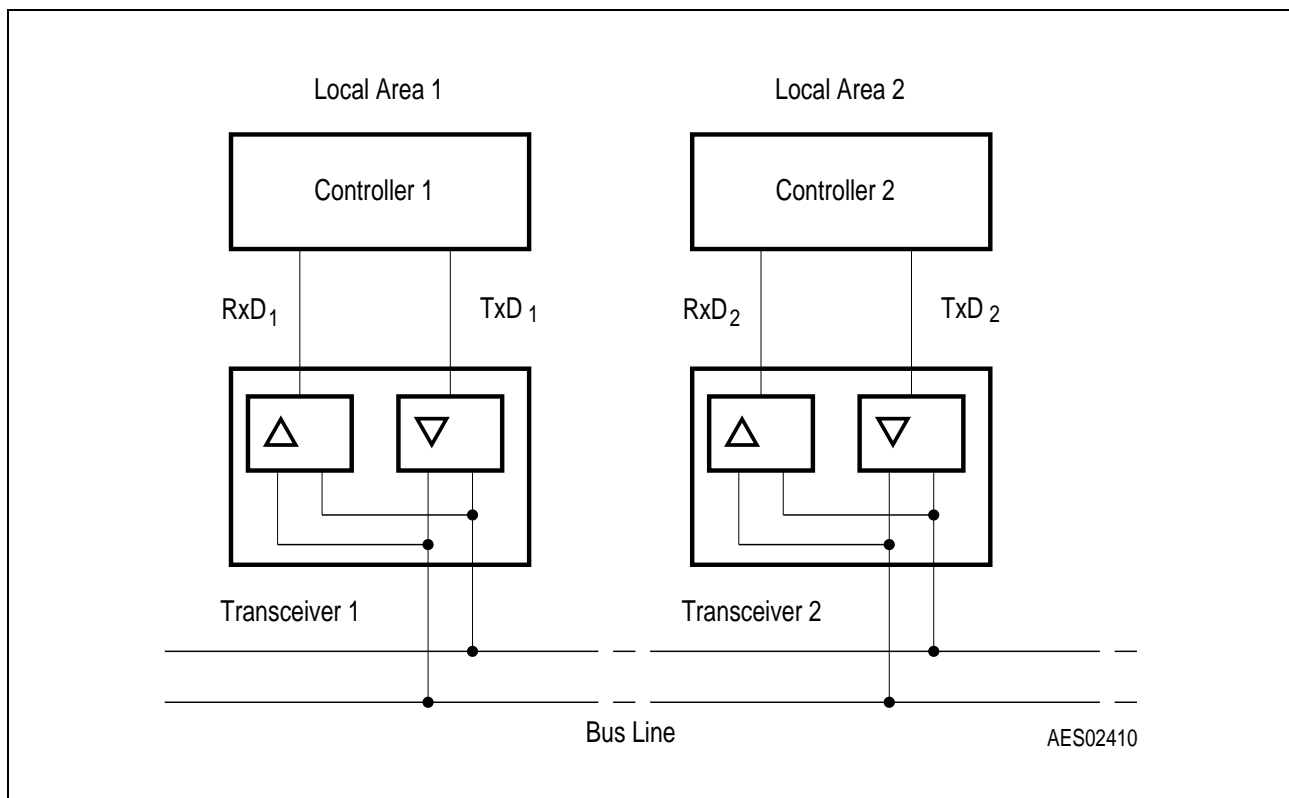 Local Area 1
Local Area 2
Controller 1
Controller 2
RxD1
TxD 1
RxD2
TxD 2
Transceiver 1
Transceiver 2
Bus Line
AES02410